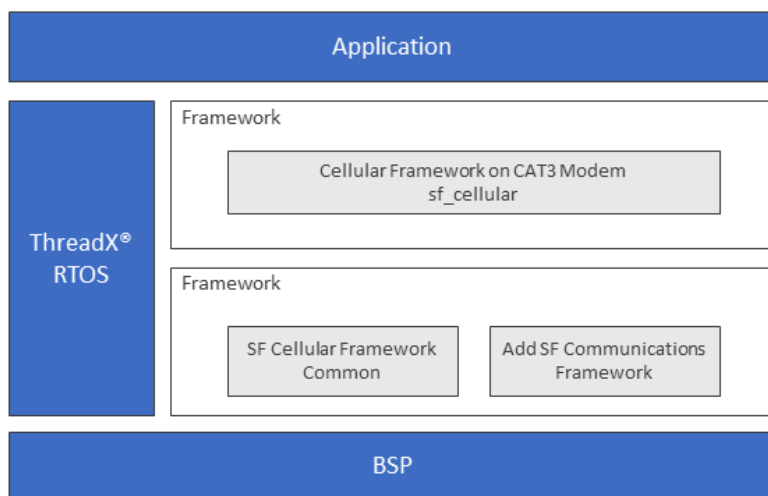 Application
ThreadX®
RTOS
Framework
Cellular Framework on CAT3 Modem
sf_cellular
Framework
SF Cellular Framework
Common
Add SF Communications
Framework
BSP